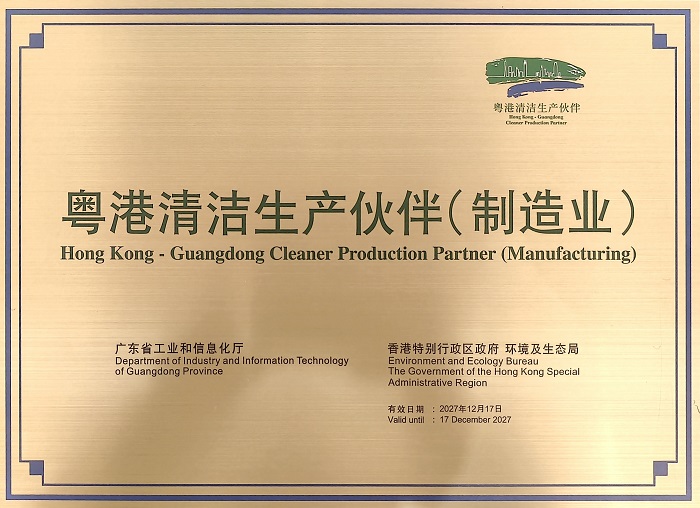 粤港清洁生产伙伴
Hong Kong - Guangdong
Cleaner Production Partner
粤港清洁生产伙伴(制造业)
Hong Kong - Guangdong Cleaner Production Partner (Manufacturing)
广东省工业和信息化厅
Department of Industry and Information Technology
of Guangdong Province
香港特别行政区政府 环境及生态局
Environment and Ecology Bureau
The Government of the Hong Kong Special
Administrative Region
有效日期 : 2027年12月17日
Valid until : 17 December 2027